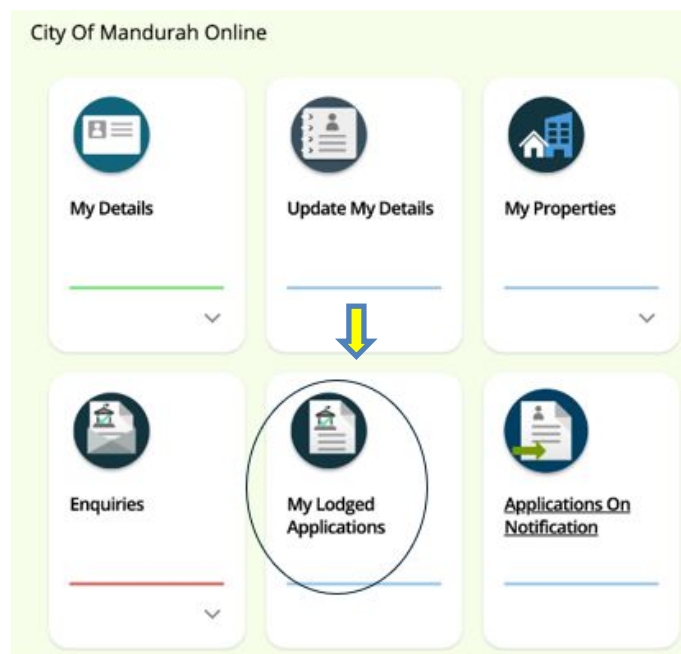 City Of Mandurah Online
My Details
Update My Details
My Properties
Enquiries
My Lodged
Applications
Applications On
Notification